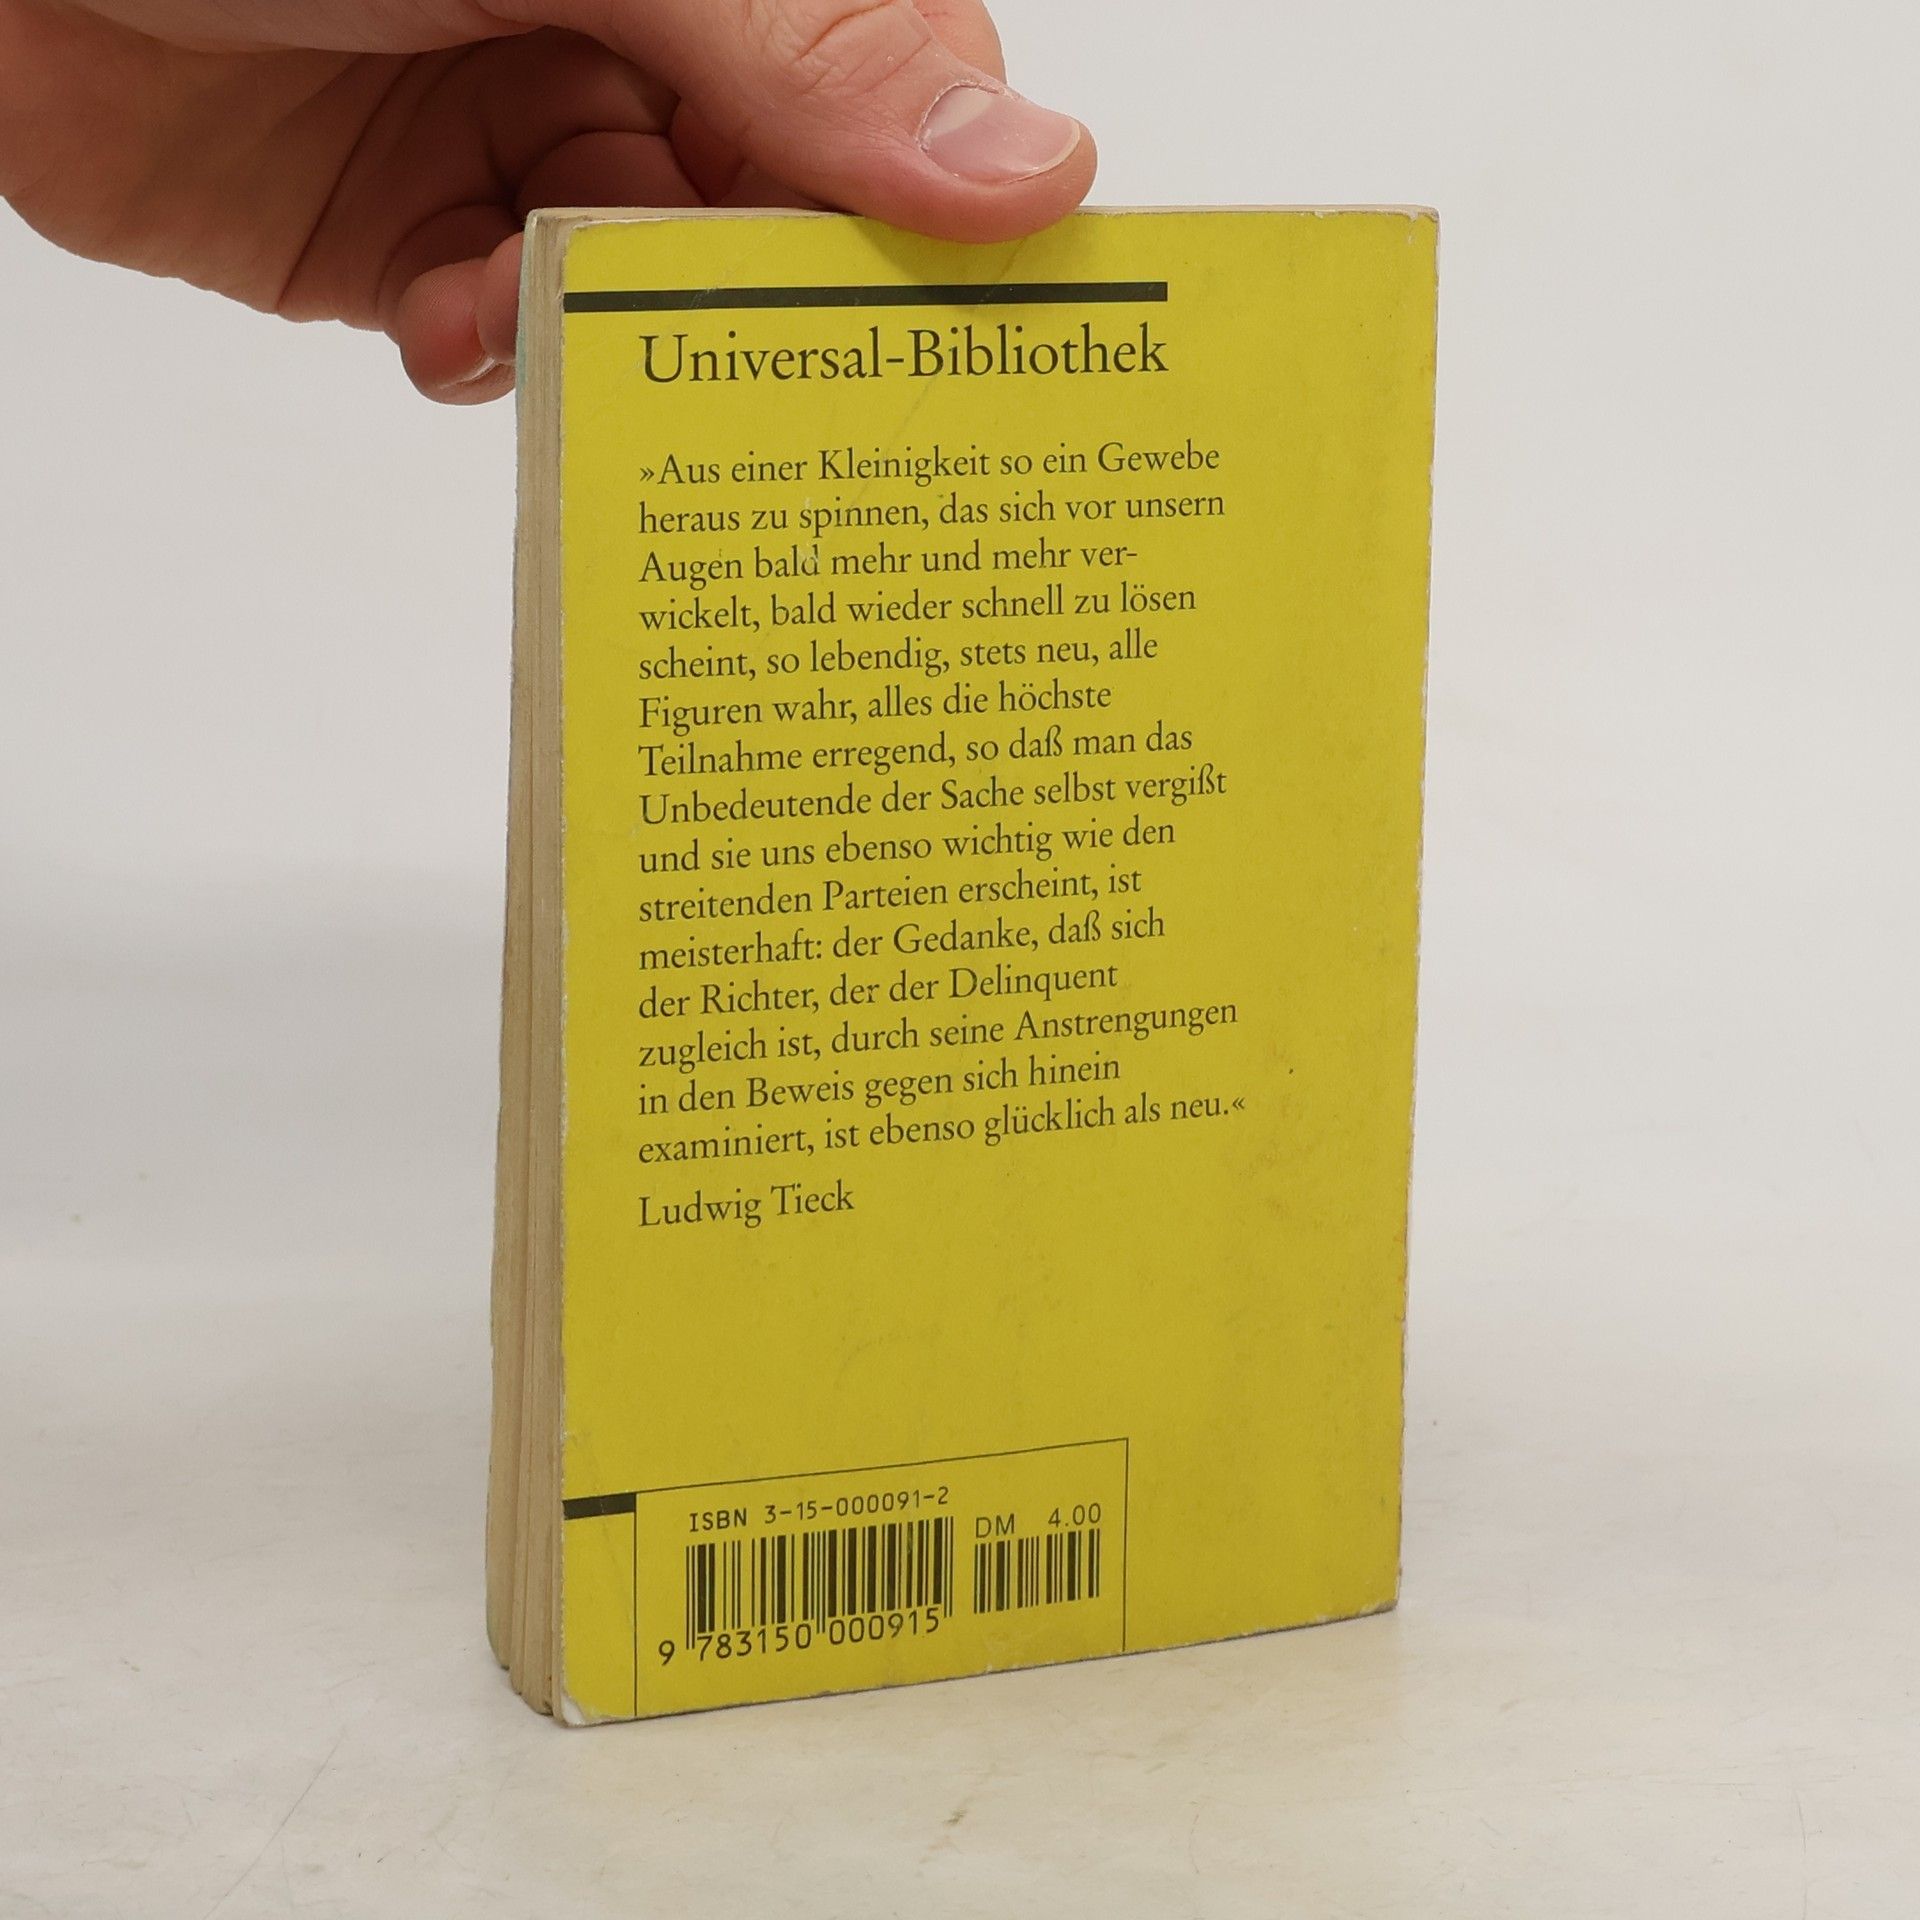 Universal-Bibliothek
»Aus einer Kleinigkeit so ein Gewebe
heraus zu spinnen, das sich vor unsern
Augen bald mehr und mehr ver-
wickelt, bald wieder schnell zu lösen
scheint, so lebendig, stets neu, alle
Figuren wahr, alles die höchste
Teilnahme erregend, so daß man das
Unbedeutende der Sache selbst vergißt
und sie uns ebenso wichtig wie den
streitenden Parteien erscheint, ist
meisterhaft: der Gedanke, daß sich
der Richter, der der Delinquent
zugleich ist, durch seine Anstrengungen
in den Beweis gegen sich hinein
examiniert, ist ebenso glücklich als neu.«
Ludwig Tieck
ISBN 3-15-000091-2
DM 4.00
9 783150 000915